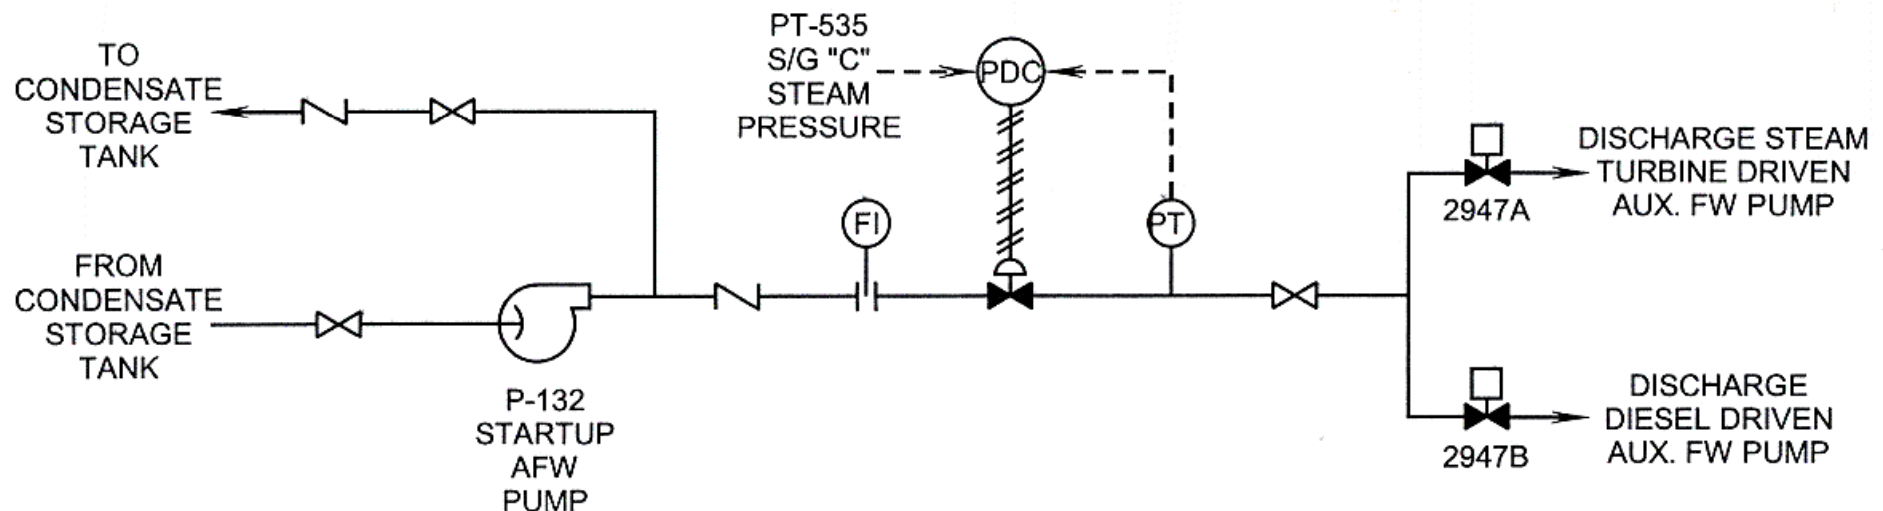 TO
CONDENSATE
STORAGE
TANK
FROM
CONDENSATE
STORAGE
TANK
P-132
STARTUP
AFW
PUMP
PT-535
S/G "C"
STEAM
PRESSURE
PDC
FI
PT
2947A
DISCHARGE STEAM
TURBINE DRIVEN
AUX. FW PUMP
2947B
DISCHARGE
DIESEL DRIVEN
AUX. FW PUMP